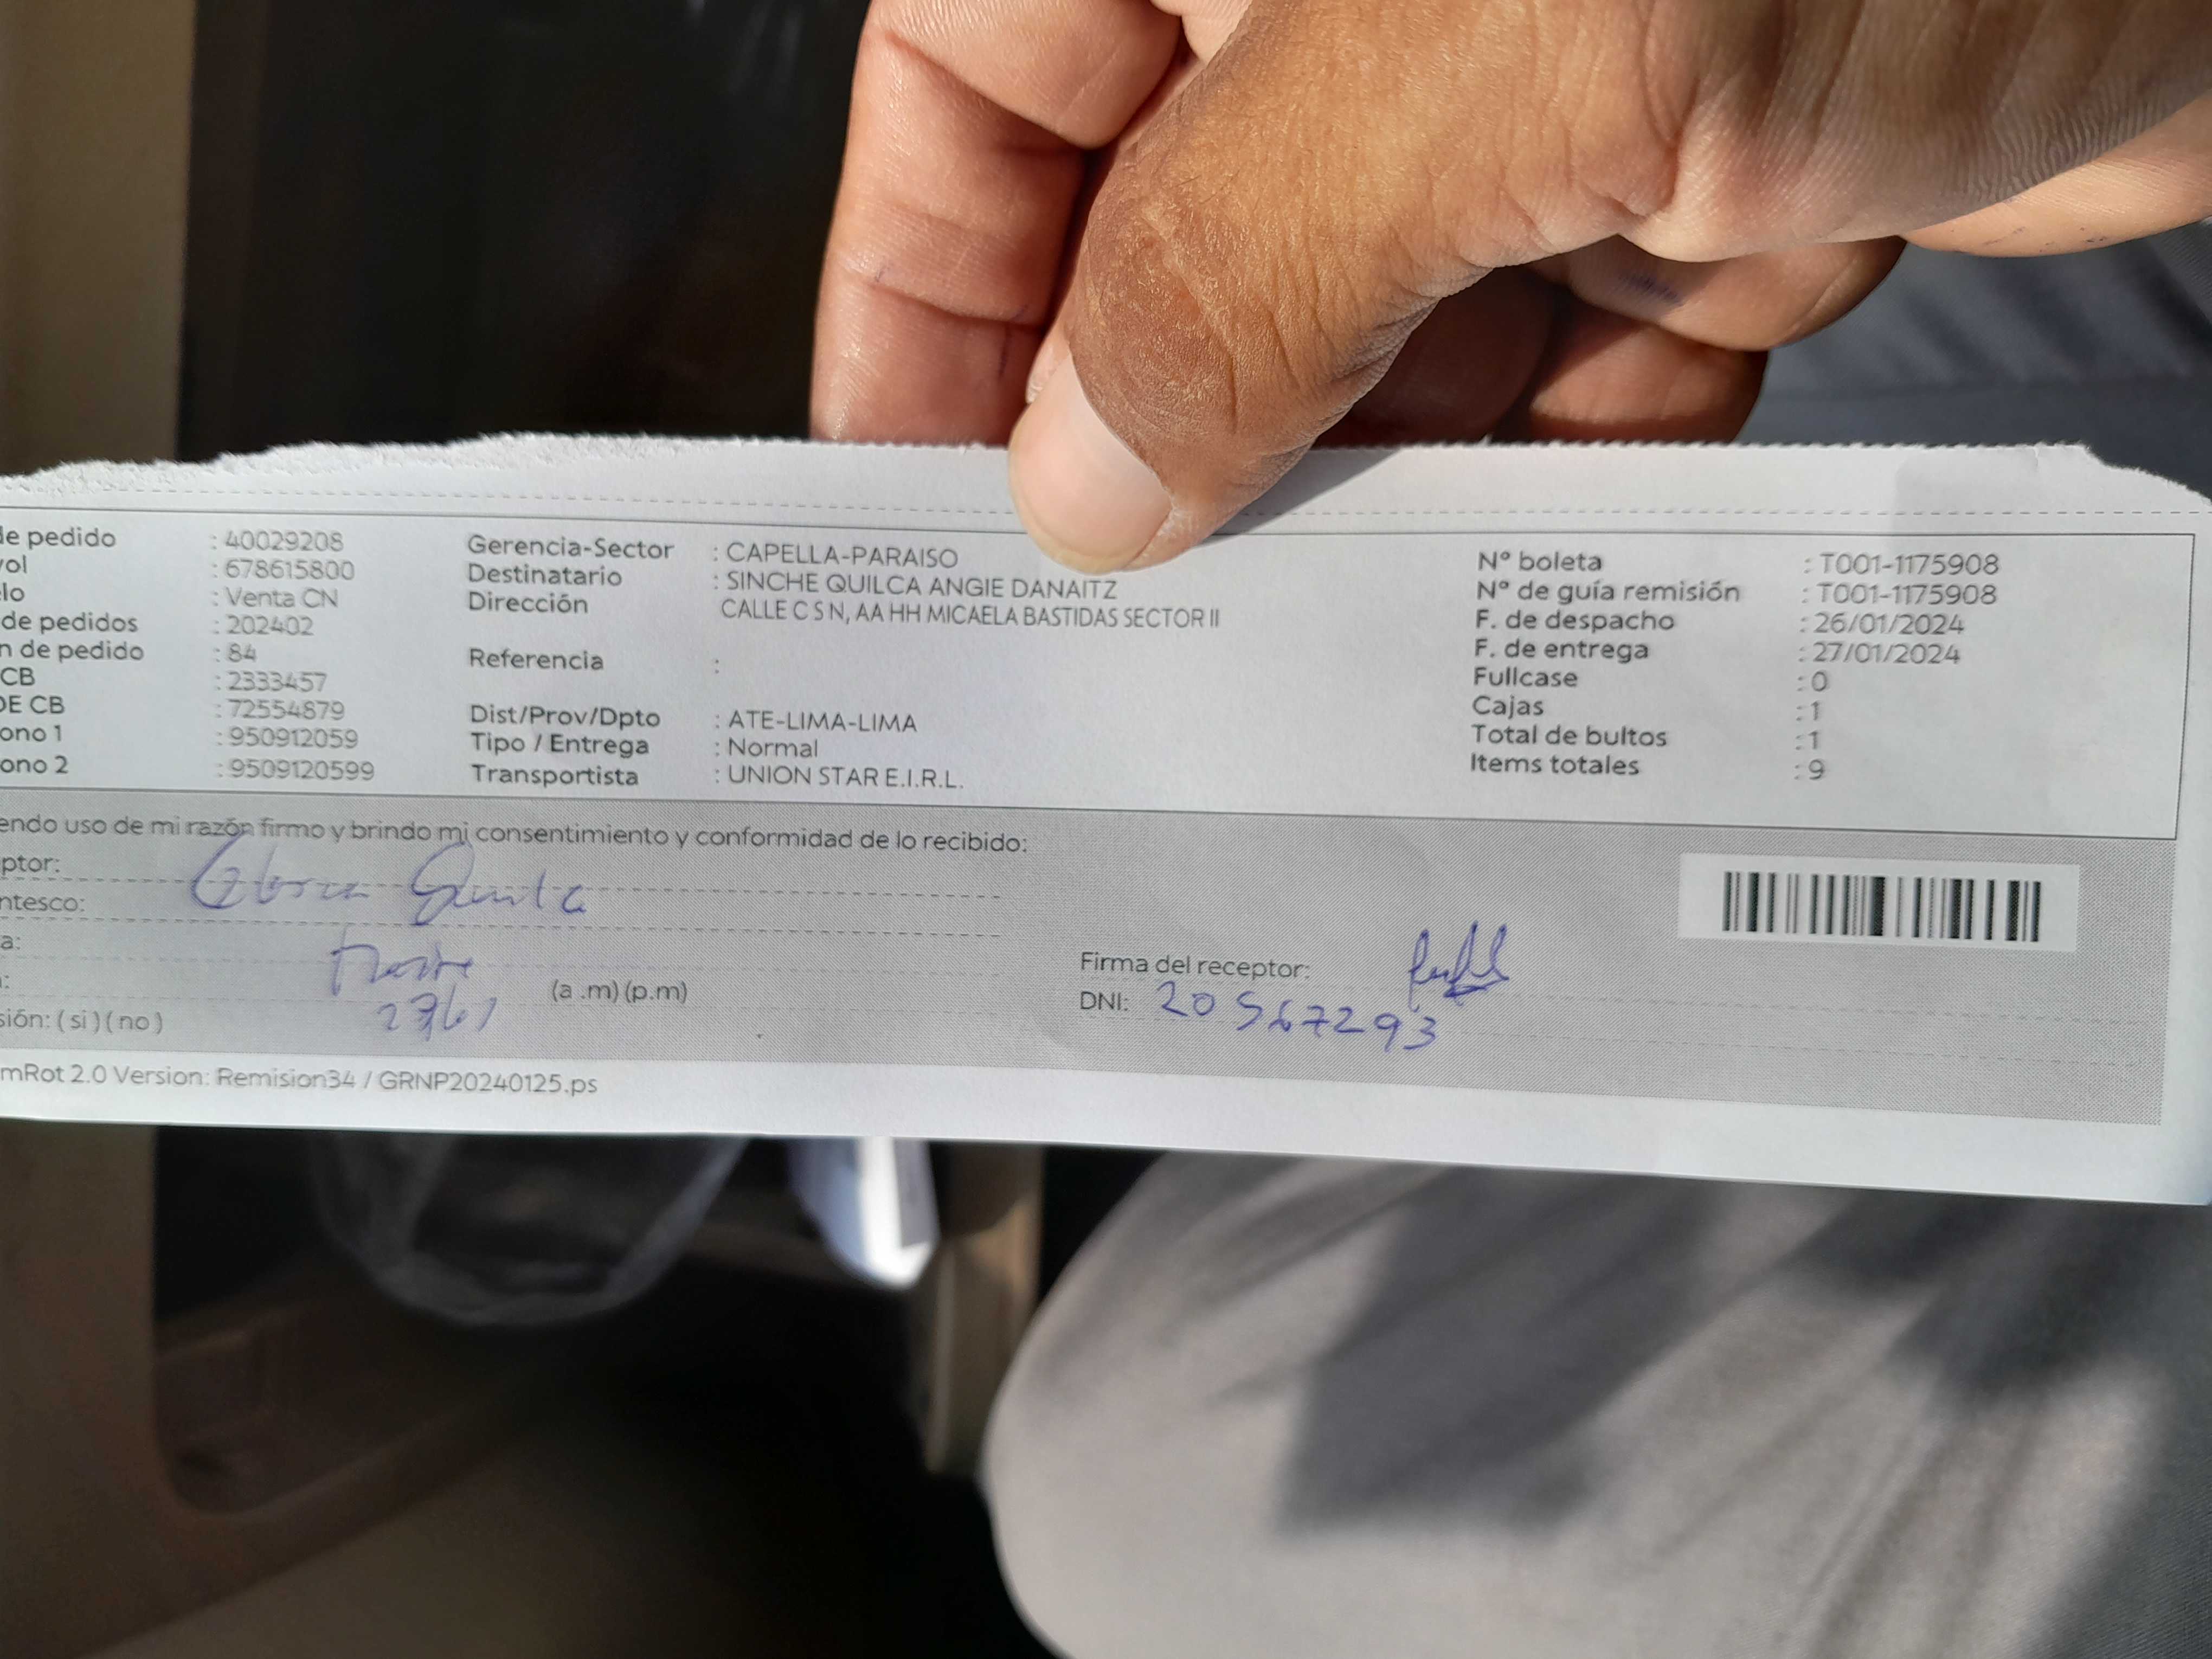 de pedido : 40029208 Gerencia-Sector : CAPELLA-PARAISO Nº boleta : T001-1175908
vol : 678615800 Destinatario : SINCHE QUILCA ANGIE DANAITZ Nº de guía remisión : T001-1175908
lo : Venta CN Dirección CALLE C S N, AA HH MICAELA BASTIDAS SECTOR II F. de despacho : 26/01/2024
de pedidos : 202402 F. de entrega : 27/01/2024
n de pedido : 84 Referencia : Fullcase : 0
CB : 2333457 Cajas : 1
DE CB : 72554879 Dist/Prov/Dpto : ATE-LIMA-LIMA Total de bultos : 1
ono 1 : 950912059 Tipo / Entrega : Normal Items totales : 9
ono 2 : 9509120599 Transportista : UNION STAR E.I.R.L.
endo uso de mi razón firmo y brindo mi consentimiento y conformidad de lo recibido:
ptor:
ntesco:
a: Firma del receptor:
: (a .m) (p.m) DNI: 20567293
sión: ( si ) ( no )
mRot 2.0 Version: Remision34 / GRNP20240125.ps